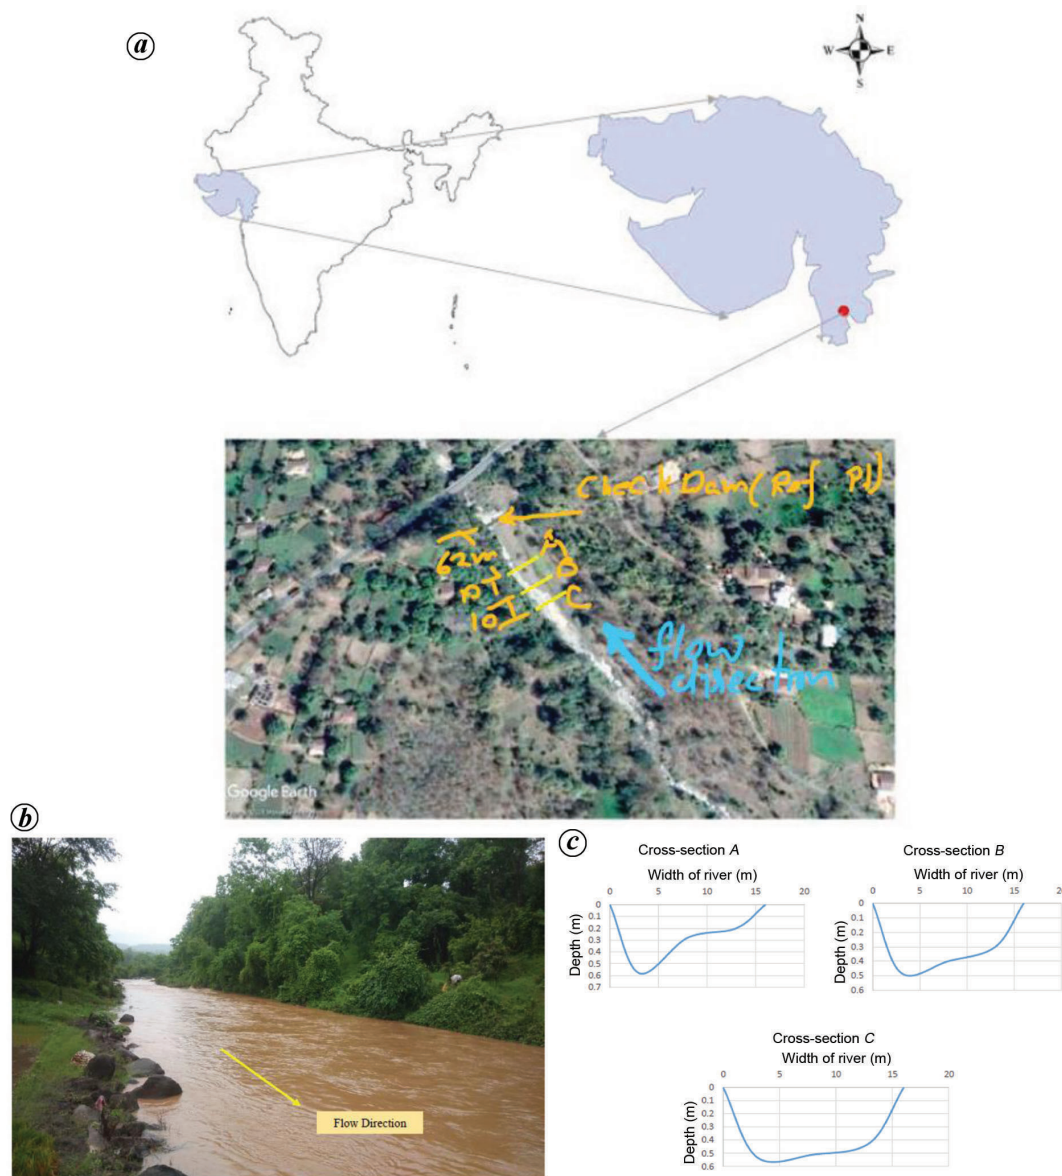 a
N
W E
S
Check Dam (Ref Pt)
62m
A
B
10
C
flow
direction
Google Earth
b
Flow Direction
c
Cross-section A
Width of river (m)
0 5 10 15 20
Depth (m)
0
0.1
0.2
0.3
0.4
0.5
0.6
0.7
Cross-section B
Width of river (m)
0 5 10 15 20
Depth (m)
0
0.1
0.2
0.3
0.4
0.5
0.6
Cross-section C
Width of river (m)
0 5 10 15 20
Depth (m)
0
0.1
0.2
0.3
0.4
0.5
0.6